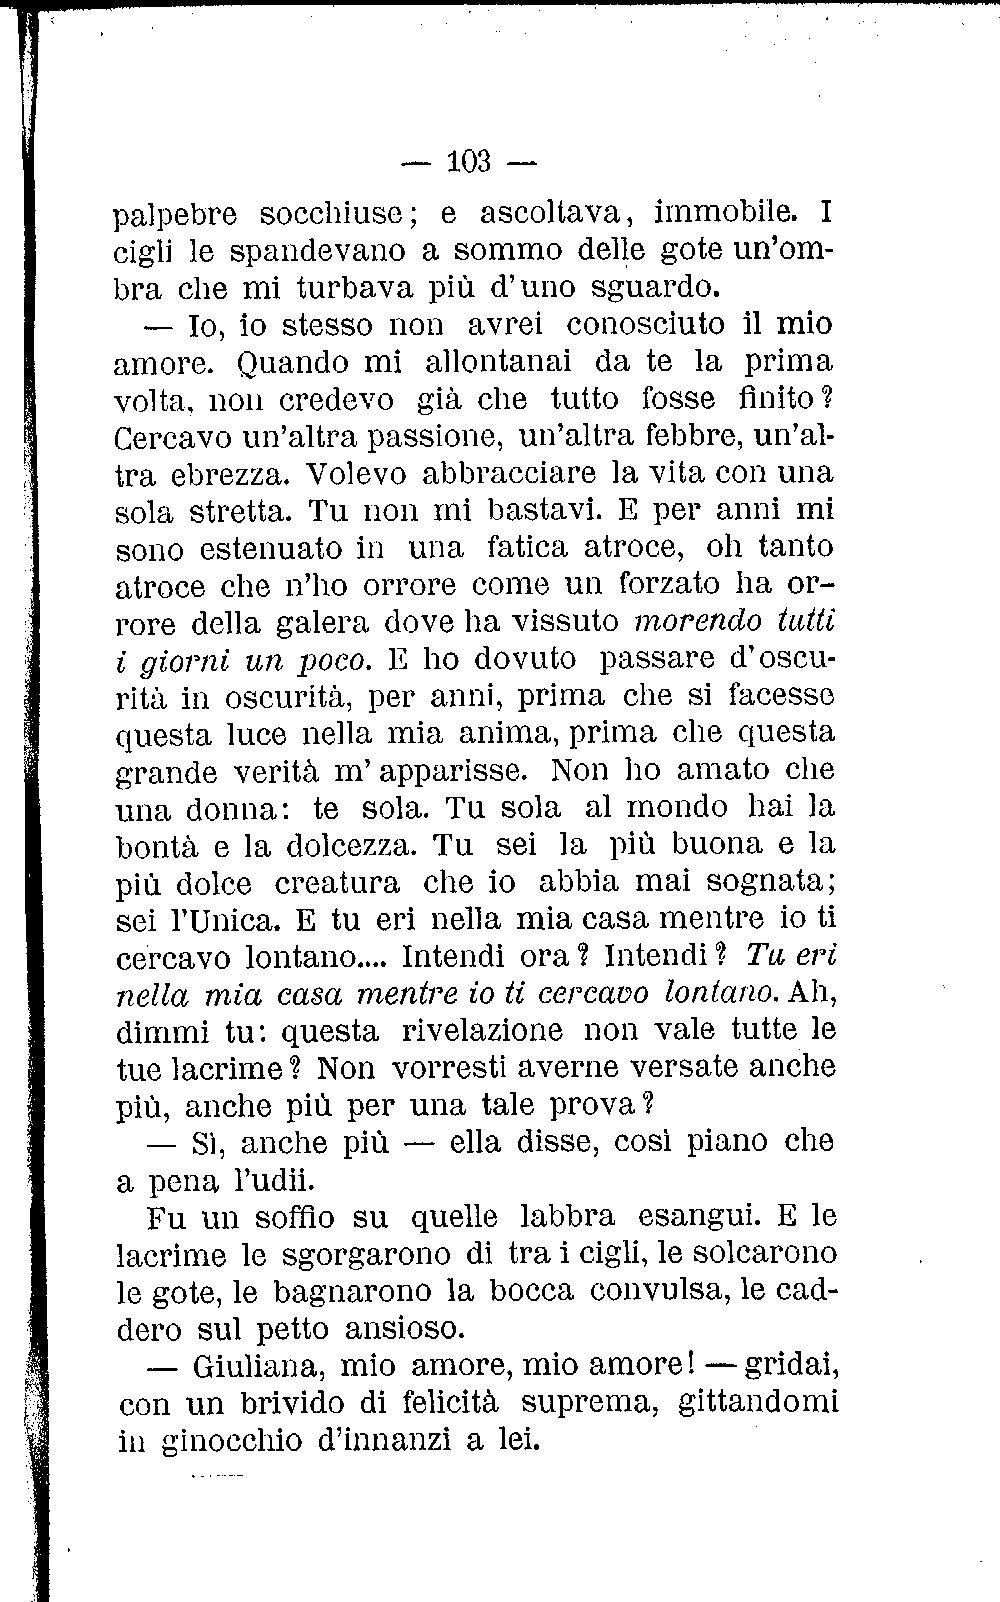 — 103 —
palpebre socchiuse; e ascoltava, immobile. I
cigli le spandevano a sommo delle gote un'om-
bra che mi turbava più d'uno sguardo.
— Io, io stesso non avrei conosciuto il mio
amore. Quando mi allontanai da te la prima
volta, non credevo già che tutto fosse finito?
Cercavo un'altra passione, un'altra febbre, un'al-
tra ebrezza. Volevo abbracciare la vita con una
sola stretta. Tu non mi bastavi. E per anni mi
sono estenuato in una fatica atroce, oh tanto
atroce che n'ho orrore come un forzato ha or-
rore della galera dove ha vissuto morendo tutti
i giorni un poco. E ho dovuto passare d'oscu-
rità in oscurità, per anni, prima che si facesse
questa luce nella mia anima, prima che questa
grande verità m'apparisse. Non ho amato che
una donna: te sola. Tu sola al mondo hai la
bontà e la dolcezza. Tu sei la più buona e la
più dolce creatura che io abbia mai sognata;
sei l'Unica. E tu eri nella mia casa mentre io ti
cercavo lontano.... Intendi ora? Intendi? Tu eri
nella mia casa mentre io ti cercavo lontano. Ah,
dimmi tu: questa rivelazione non vale tutte le
tue lacrime? Non vorresti averne versate anche
più, anche più per una tale prova?
— Sì, anche più — ella disse, così piano che
a pena l'udii.
Fu un soffio su quelle labbra esangui. E le
lacrime le sgorgarono di tra i cigli, le solcarono
le gote, le bagnarono la bocca convulsa, le cad-
dero sul petto ansioso.
— Giuliana, mio amore, mio amore! — gridai,
con un brivido di felicità suprema, gittandomi
in ginocchio d'innanzi a lei.